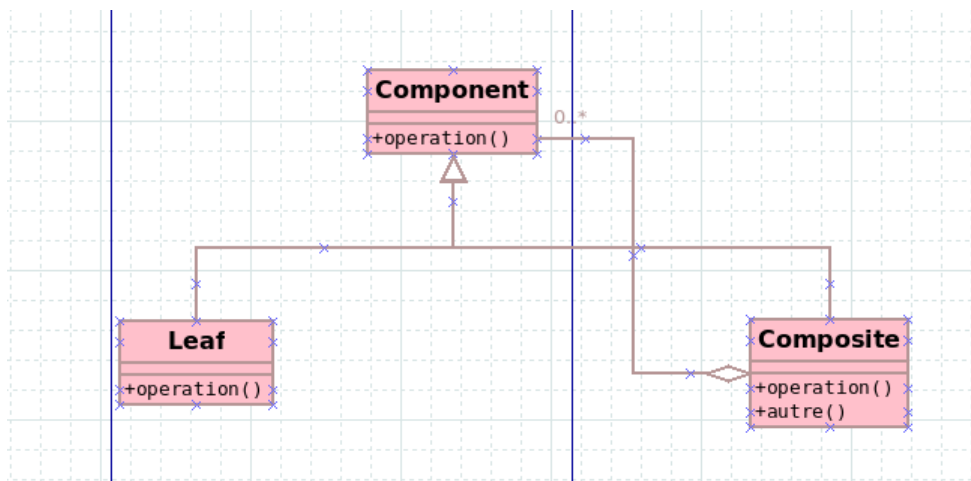 Component
+operation()
0..*
Leaf
+operation()
Composite
+operation()
+autre()